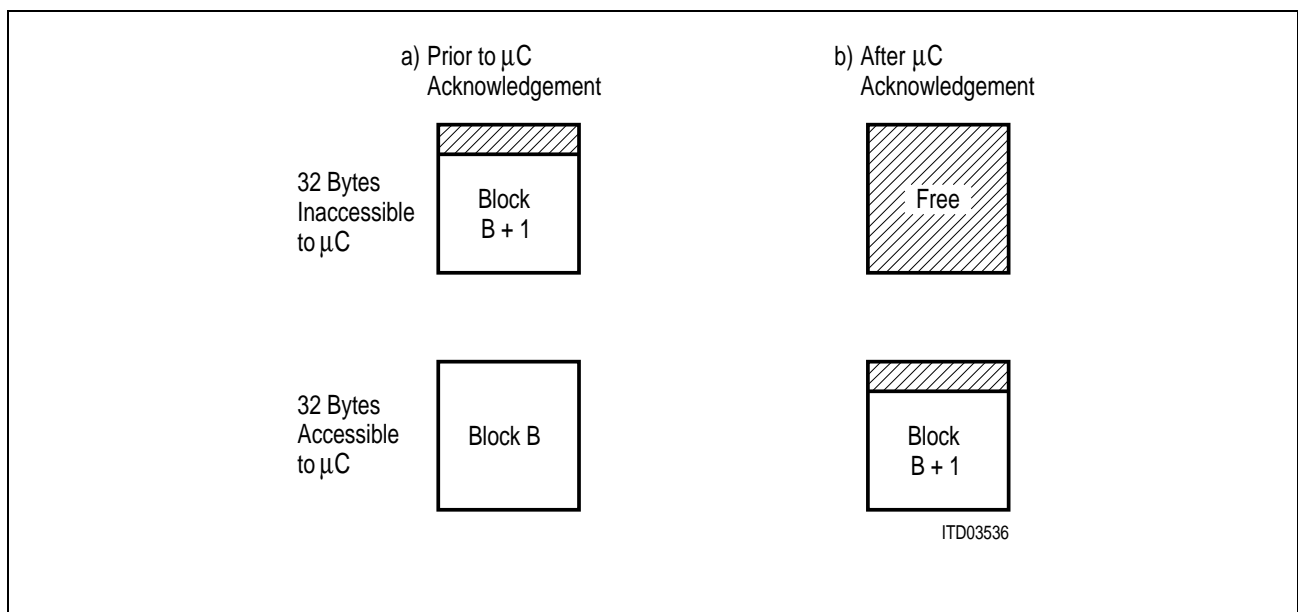 a) Prior to μC
Acknowledgement
b) After μC
Acknowledgement
32 Bytes
Inaccessible
to μC
Block
B + 1
Free
32 Bytes
Accessible
to μC
Block B
Block
B + 1
ITD03536